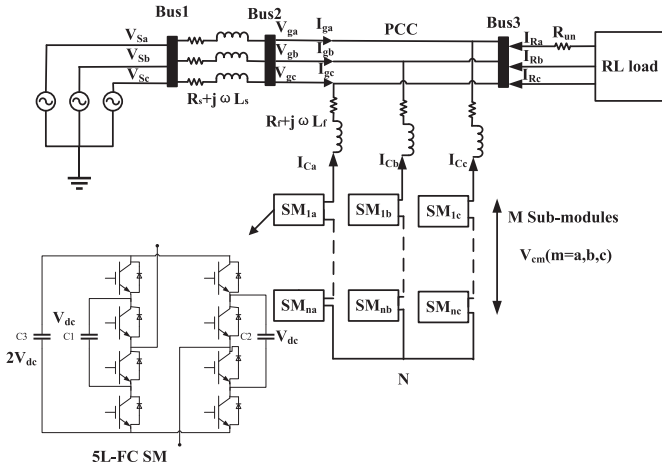 Bus1
Bus2
PCC
Bus3
V_Sa
V_Sb
V_Sc
V_ga
V_gb
V_gc
I_ga
I_gb
I_gc
I_Ra
I_Rb
I_Rc
R_un
RL load
R_s+j ω L_s
R_f+j ω L_f
I_Ca
I_Cb
I_Cc
SM_1a
SM_1b
SM_1c
M Sub-modules
V_cm(m=a,b,c)
SM_na
SM_nb
SM_nc
N
C3
2V_dc
V_dc
C1
C2
V_dc
5L-FC SM